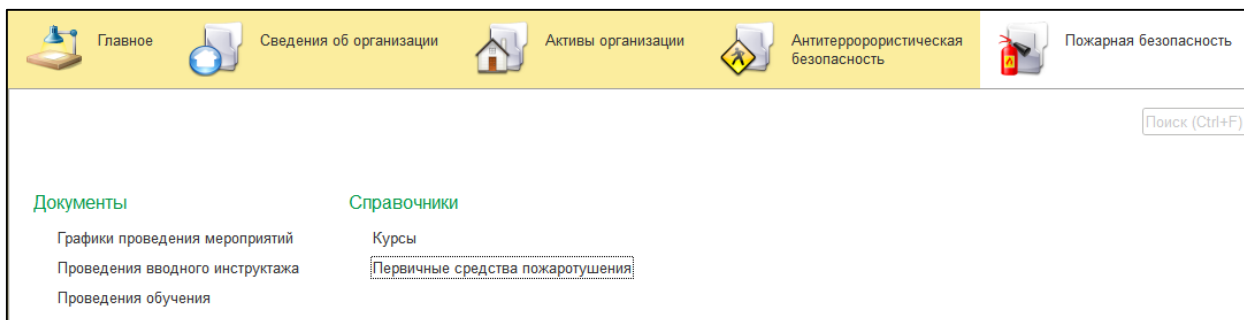 Главное
Сведения об организации
Активы организации
Антитерророристическая
безопасность
Пожарная безопасность
Поиск (Ctrl+F)
Документы
Графики проведения мероприятий
Проведения вводного инструктажа
Проведения обучения
Справочники
Курсы
Первичные средства пожаротушения